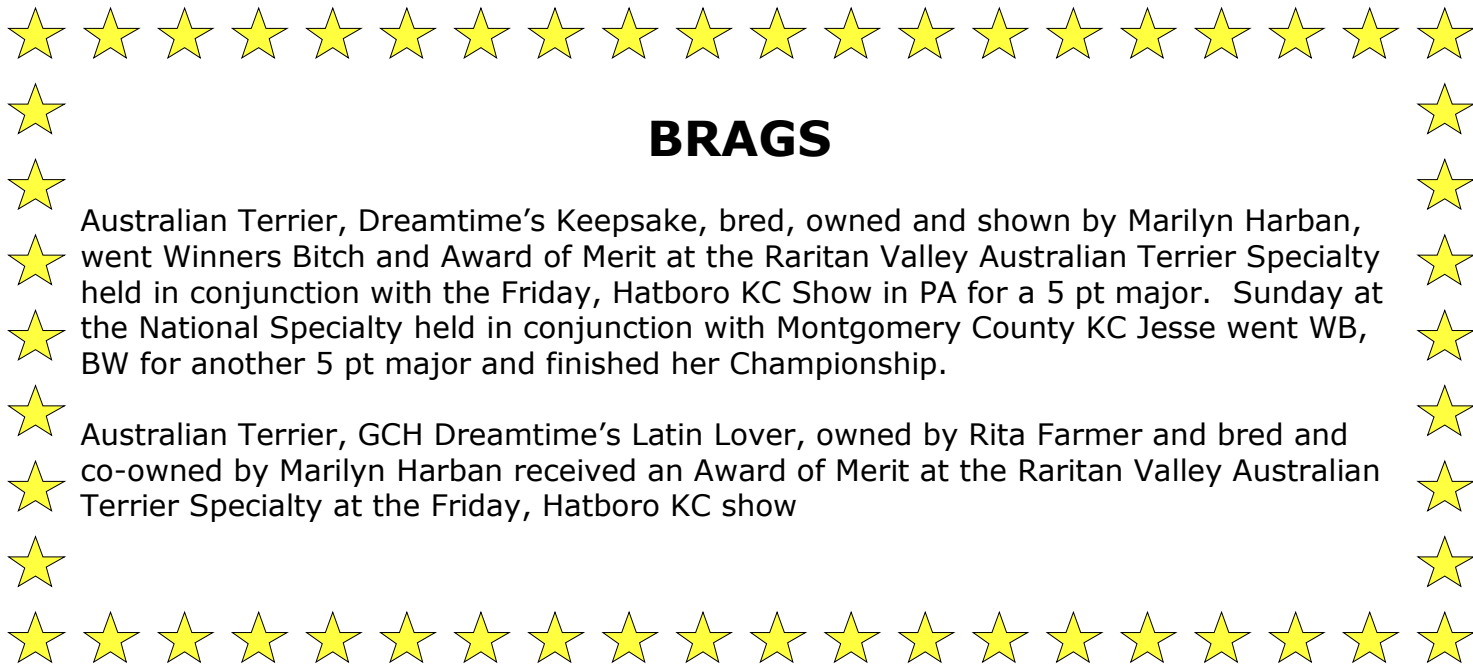 BRAGS
Australian Terrier, Dreamtime’s Keepsake, bred, owned and shown by Marilyn Harban,
went Winners Bitch and Award of Merit at the Raritan Valley Australian Terrier Specialty
held in conjunction with the Friday, Hatboro KC Show in PA for a 5 pt major.  Sunday at
the National Specialty held in conjunction with Montgomery County KC Jesse went WB,
BW for another 5 pt major and finished her Championship.
Australian Terrier, GCH Dreamtime’s Latin Lover, owned by Rita Farmer and bred and
co-owned by Marilyn Harban received an Award of Merit at the Raritan Valley Australian
Terrier Specialty at the Friday, Hatboro KC show